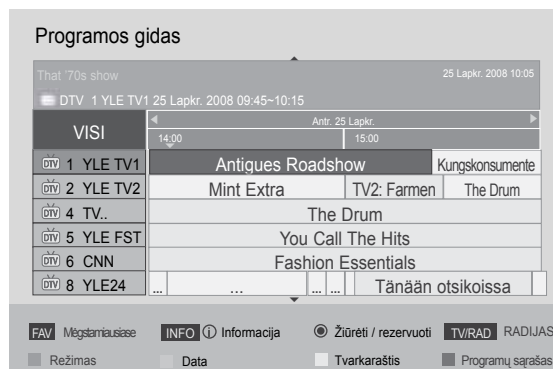 Programos gidas
That '70s show 25 Lapkr. 2008 10:05
DTV 1 YLE TV1 25 Lapkr. 2008 09:45~10:15
VISI
Antr. 25 Lapkr.
14:00 15:00
DTV 1 YLE TV1 Antigues Roadshow Kungskonsumente
DTV 2 YLE TV2 Mint Extra TV2: Farmen The Drum
DTV 4 TV.. The Drum
DTV 5 YLE FST You Call The Hits
DTV 6 CNN Fashion Essentials
DTV 8 YLE24 ... ... ... ... Tänään otsikoissa
FAV Mėgstamiausiase INFO i Informacija Žiūrėti / rezervuoti TV/RAD RADIJAS
Režimas Data Tvarkaraštis Programų sąrašas